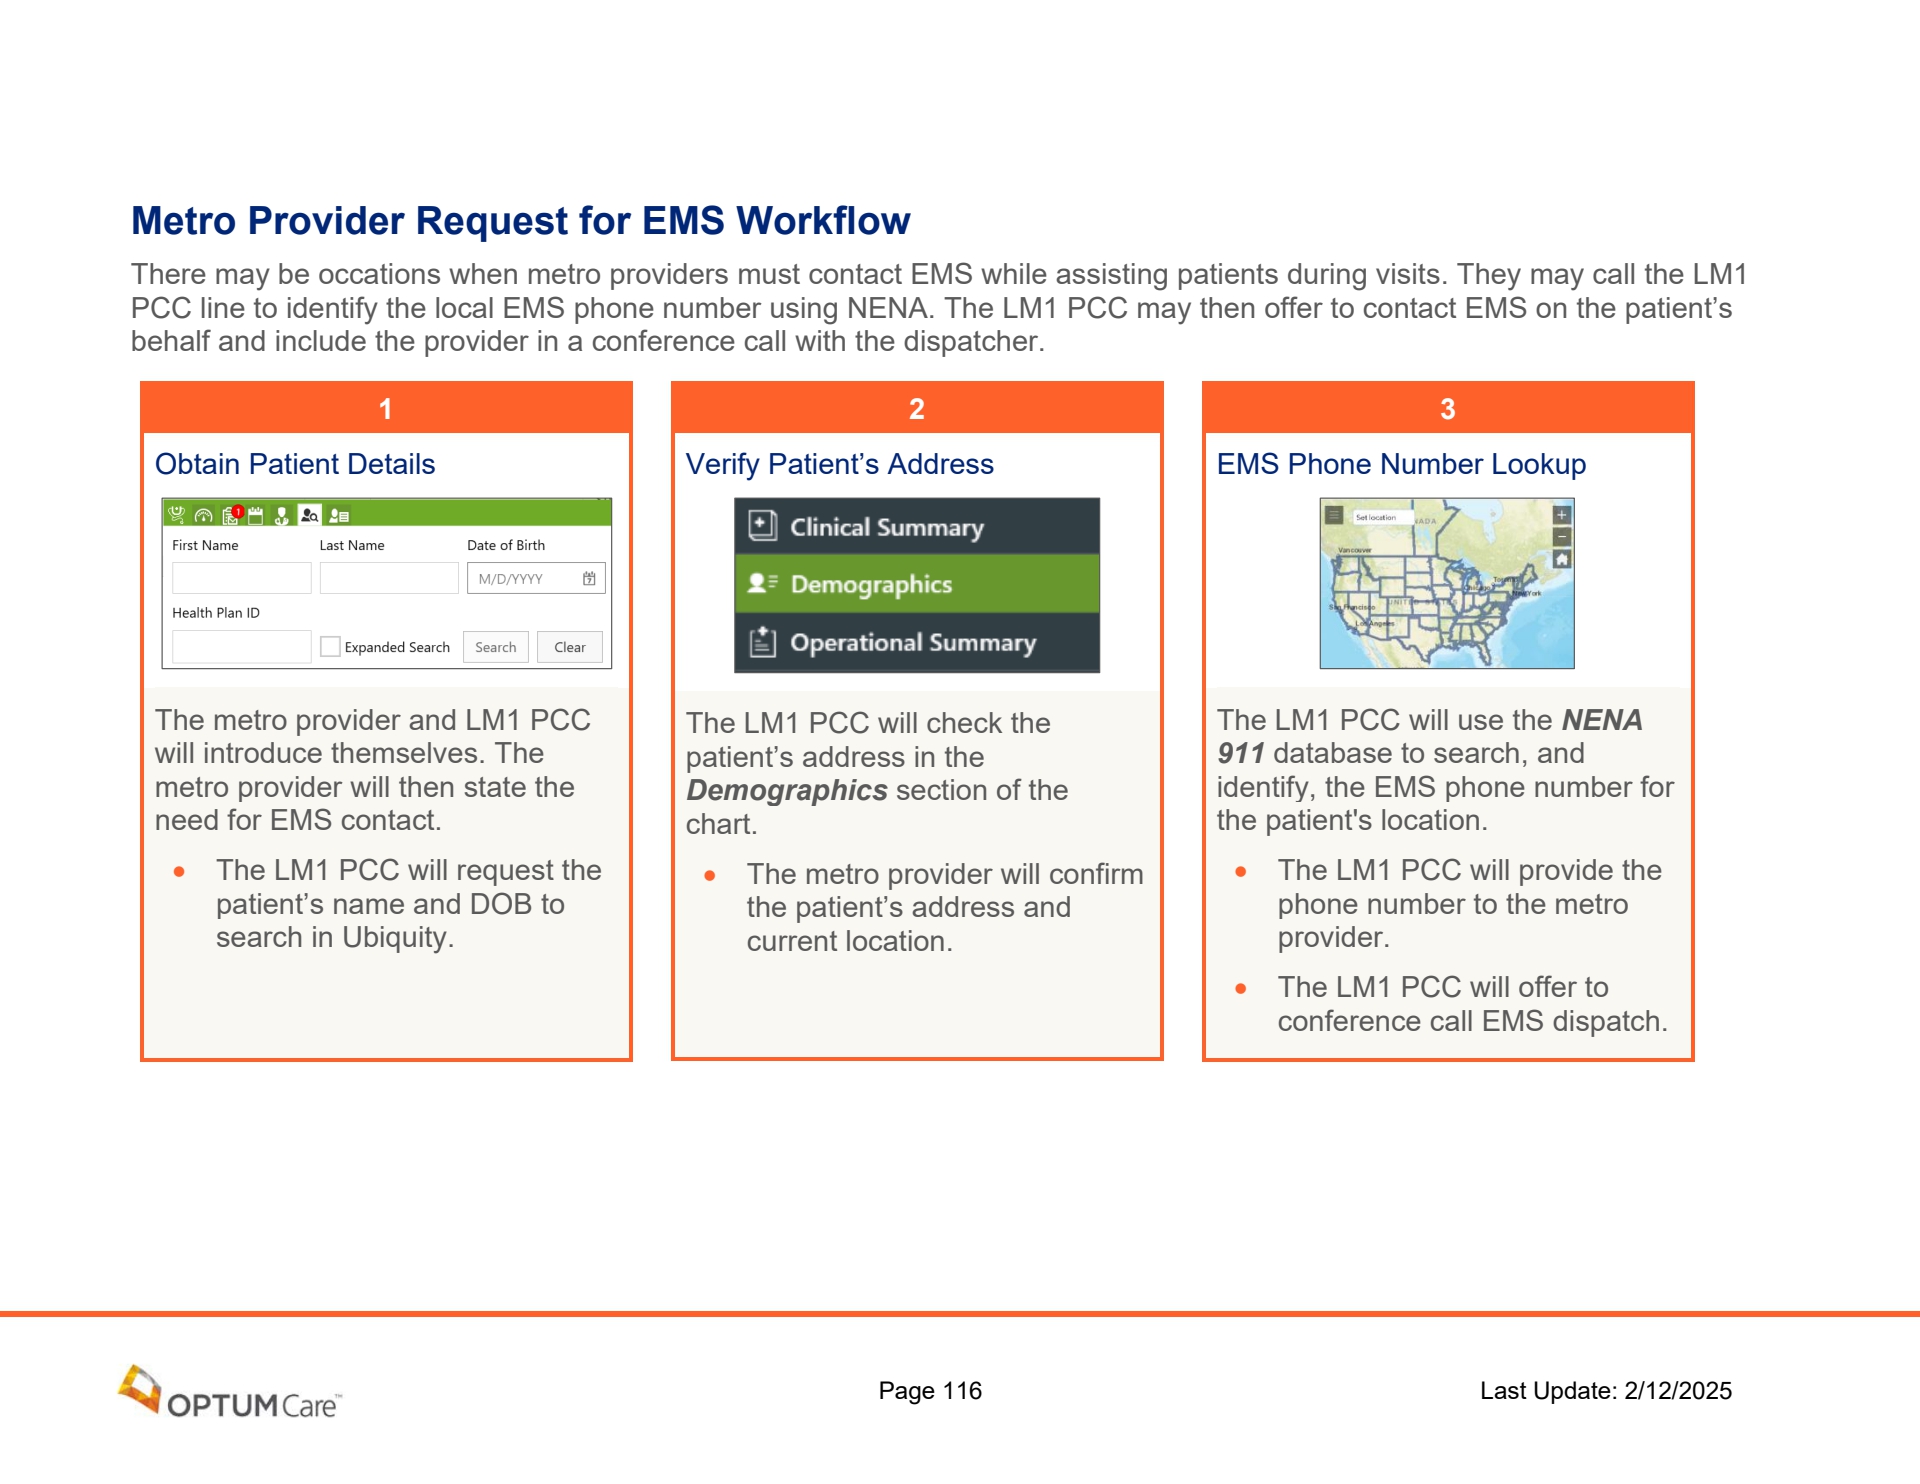 Metro Provider Request for EMS Workflow
There may be occations when metro providers must contact EMS while assisting patients during visits. They may call the LM1
PCC line to identify the local EMS phone number using NENA. The LM1 PCC may then offer to contact EMS on the patient’s
behalf and include the provider in a conference call with the dispatcher.
1
Obtain Patient Details
1
First Name Last Name Date of Birth
M/D/YYYY 7
Health Plan ID
Expanded Search Search Clear
The metro provider and LM1 PCC
will introduce themselves. The
metro provider will then state the
need for EMS contact.
• The LM1 PCC will request the
patient’s name and DOB to
search in Ubiquity.
2
Verify Patient’s Address
Clinical Summary
Demographics
Operational Summary
The LM1 PCC will check the
patient’s address in the
Demographics section of the
chart.
• The metro provider will confirm
the patient’s address and
current location.
3
EMS Phone Number Lookup
Set location
Vancouver
San Francisco
UNITED STATES
New York
Los Angeles
The LM1 PCC will use the NENA
911 database to search, and
identify, the EMS phone number for
the patient's location.
• The LM1 PCC will provide the
phone number to the metro
provider.
• The LM1 PCC will offer to
conference call EMS dispatch.
OPTUM Care™
Page 116
Last Update: 2/12/2025